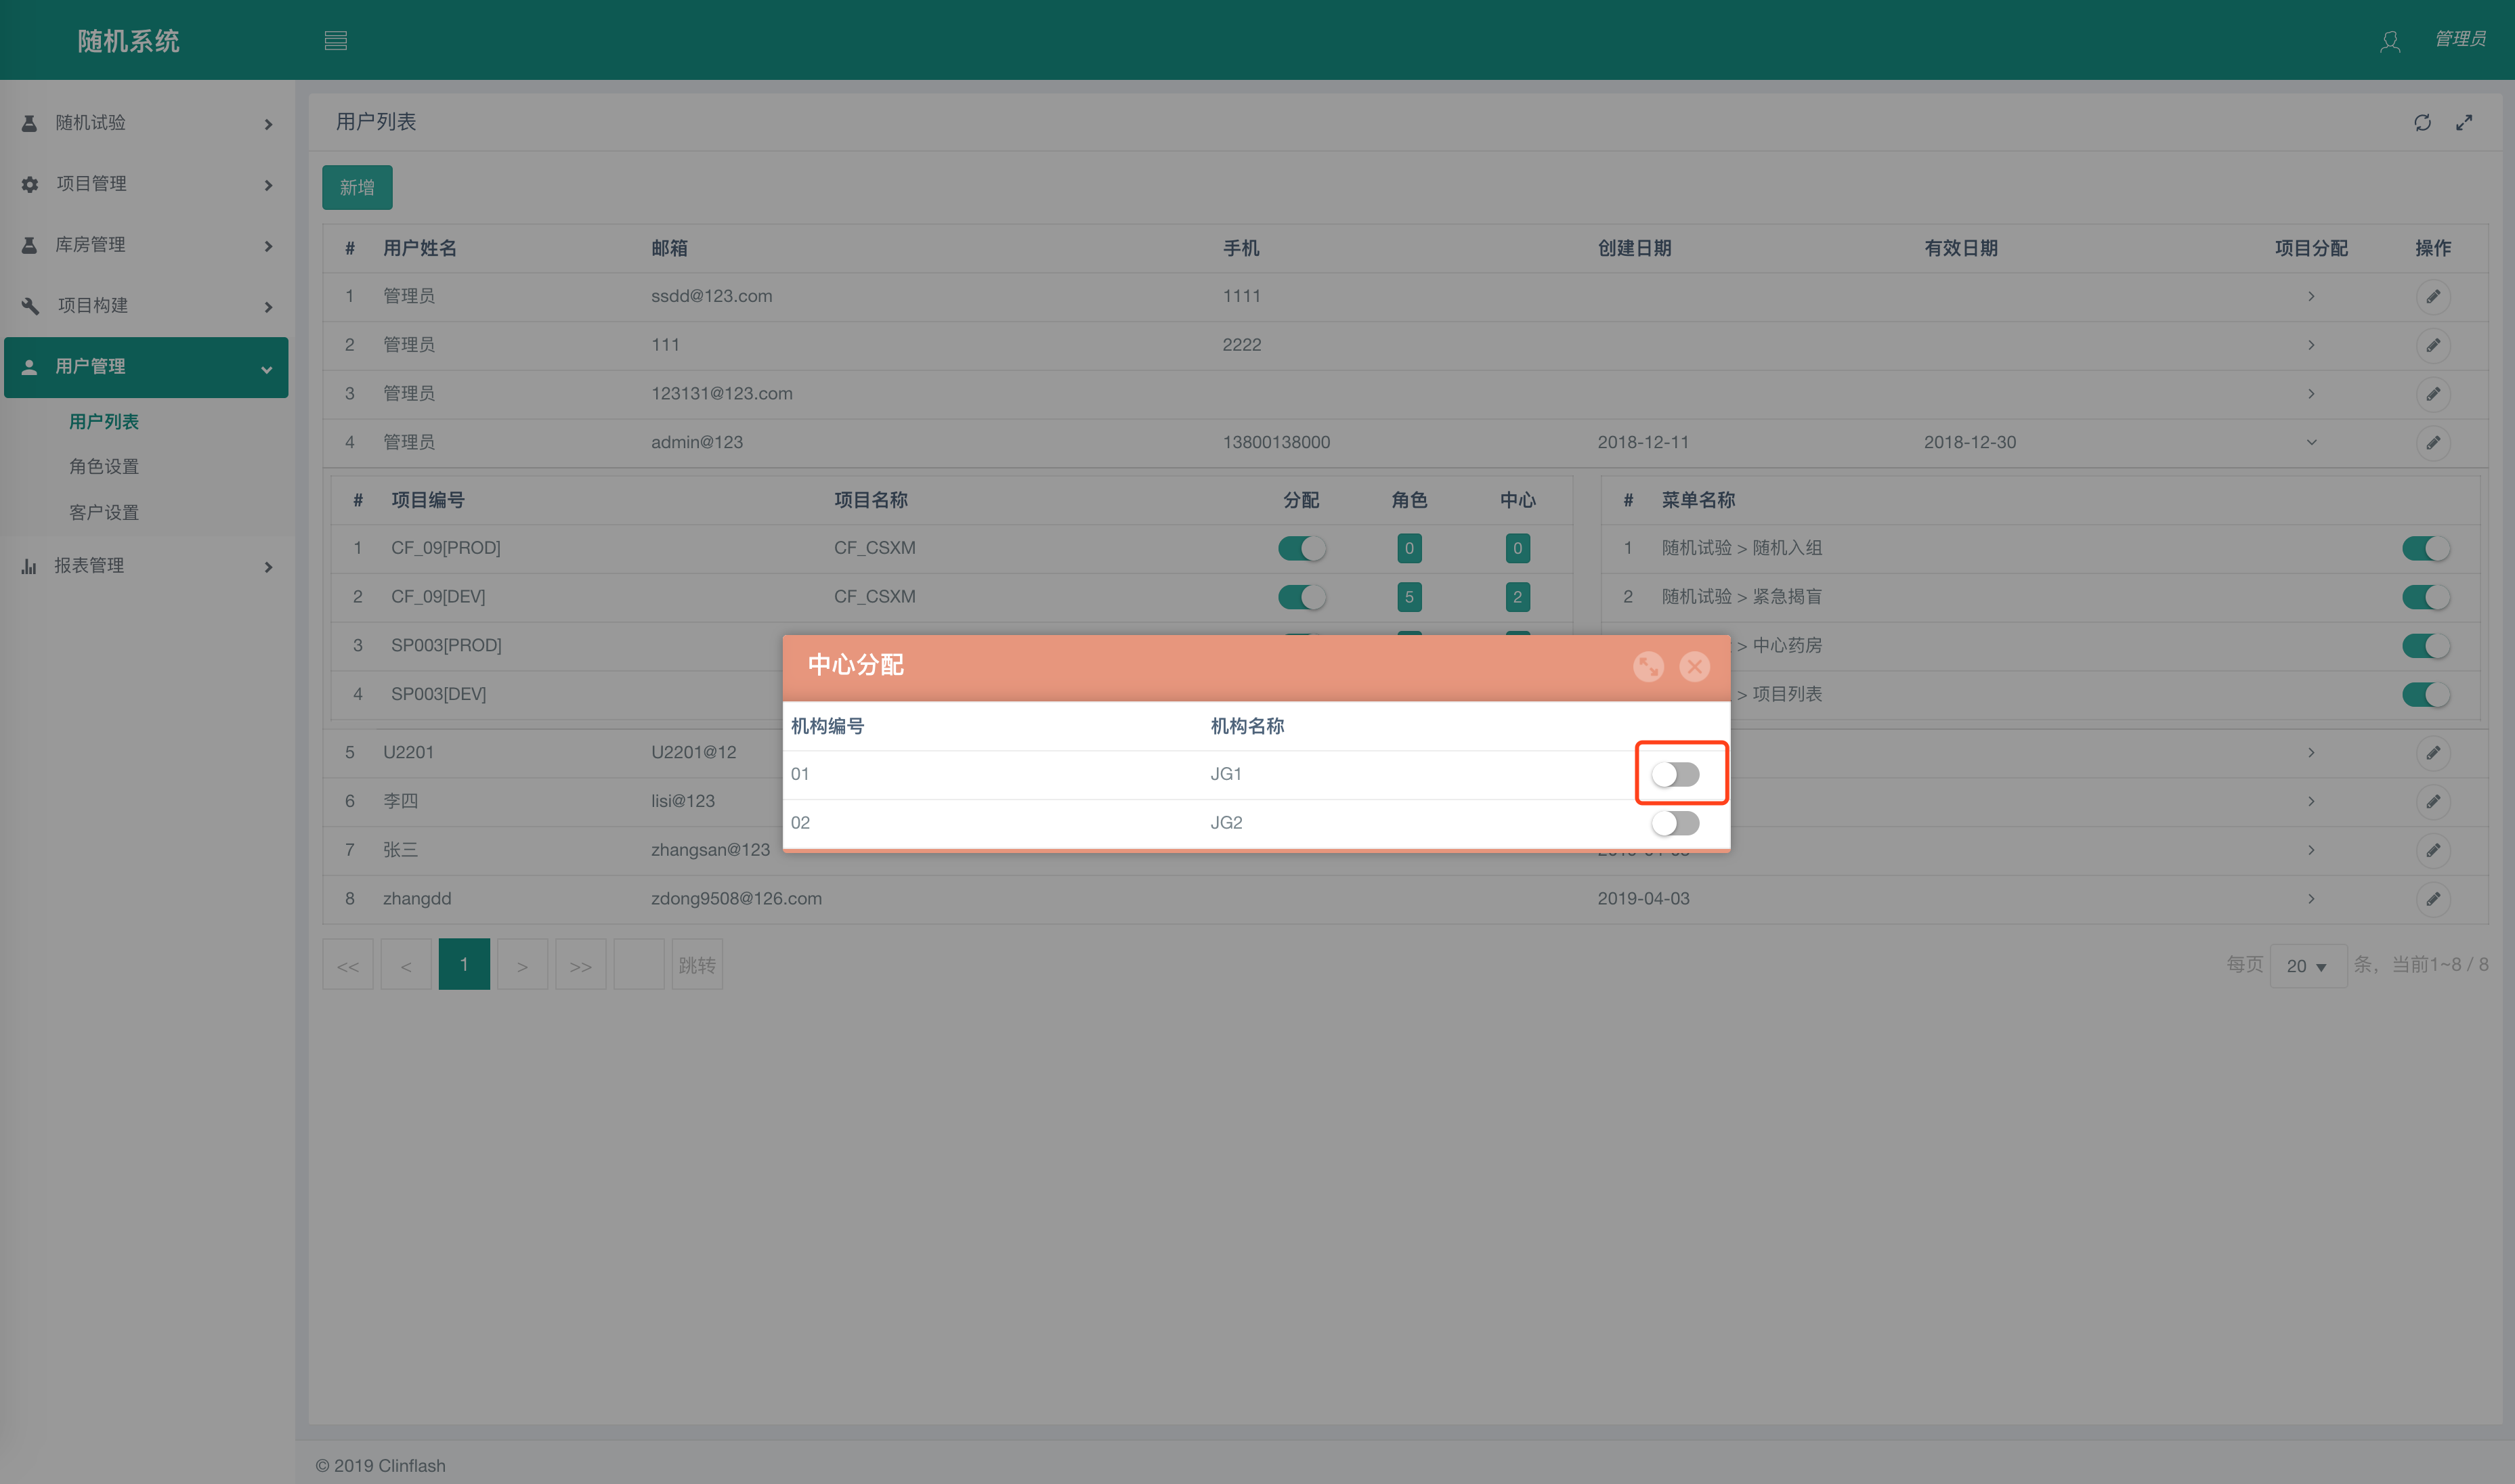 随机系统
管理员
随机试验
项目管理
库房管理
项目构建
用户管理
用户列表
角色设置
客户设置
报表管理
用户列表
新增
# 用户姓名 邮箱 手机 创建日期 有效日期 项目分配 操作
1 管理员 ssdd@123.com 1111
2 管理员 111 2222
3 管理员 123131@123.com
4 管理员 admin@123 13800138000 2018-12-11 2018-12-30
# 项目编号 项目名称 分配 角色 中心
1 CF_09[PROD] CF_CSXM 0 0
2 CF_09[DEV] CF_CSXM 5 2
3 SP003[PROD]
4 SP003[DEV]
# 菜单名称
1 随机试验 > 随机入组
2 随机试验 > 紧急揭盲
> 中心药房
> 项目列表
中心分配
机构编号 机构名称
01 JG1
02 JG2
5 U2201 U2201@12
6 李四 lisi@123
7 张三 zhangsan@123
8 zhangdd zdong9508@126.com 2019-04-03
<< < 1 > >> 跳转
每页 20 条，当前1~8 / 8
© 2019 Clinflash